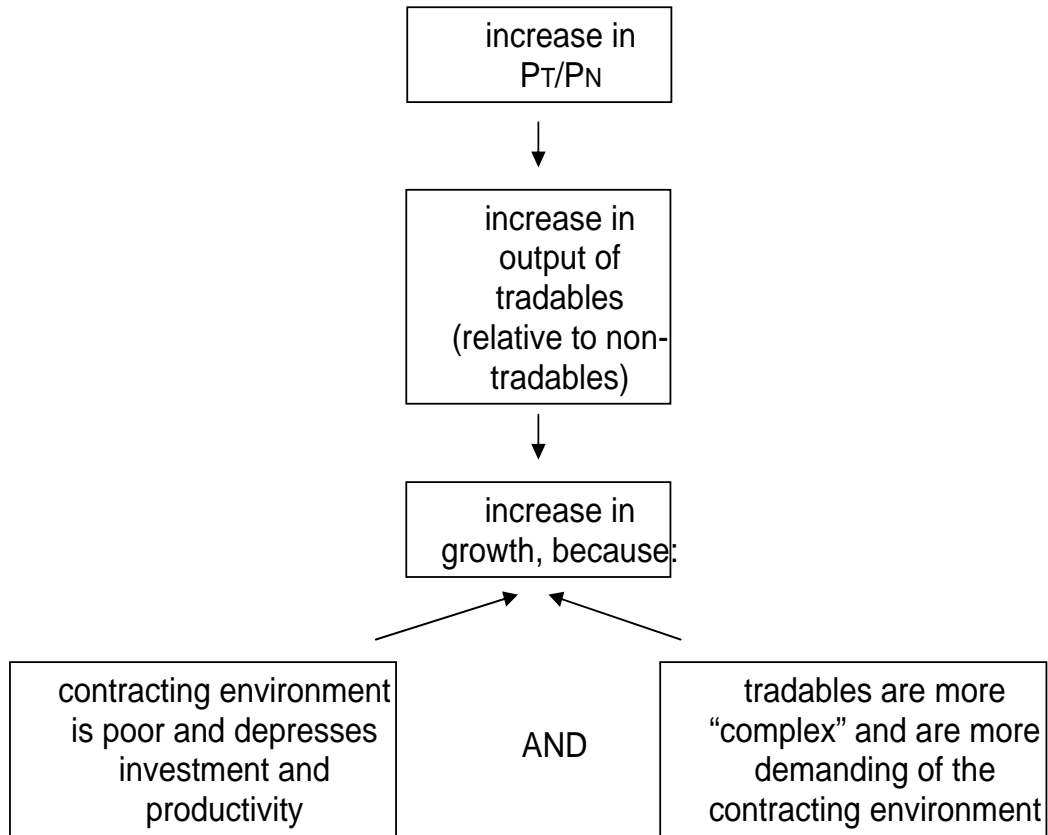 increase in
PT/PN
increase in
output of
tradables
(relative to non-
tradables)
increase in
growth, because:
contracting environment
is poor and depresses
investment and
productivity
AND
tradables are more
“complex” and are more
demanding of the
contracting environment